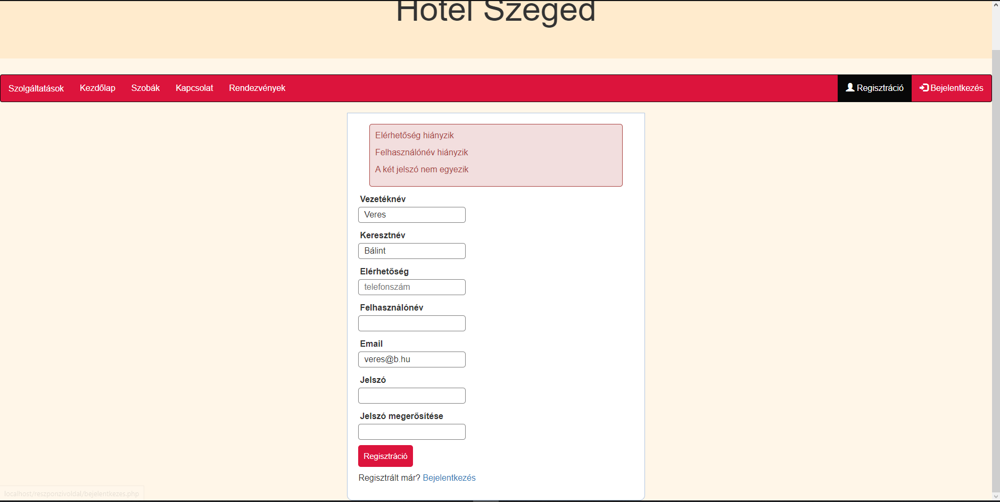 Hotel Szeged
Szolgáltatások Kezdőlap Szobák Kapcsolat Rendezvények Regisztráció Bejelentkezés
Elérhetőség hiányzik
Felhasználónév hiányzik
A két jelszó nem egyezik
Vezetéknév
Veres
Keresztnév
Bálint
Elérhetőség
telefonszám
Felhasználónév
Email
veres@b.hu
Jelszó
Jelszó megerősítése
Regisztráció
Regisztrált már? Bejelentkezés
localhost/reszponzivoldal/bejelentkezes.php